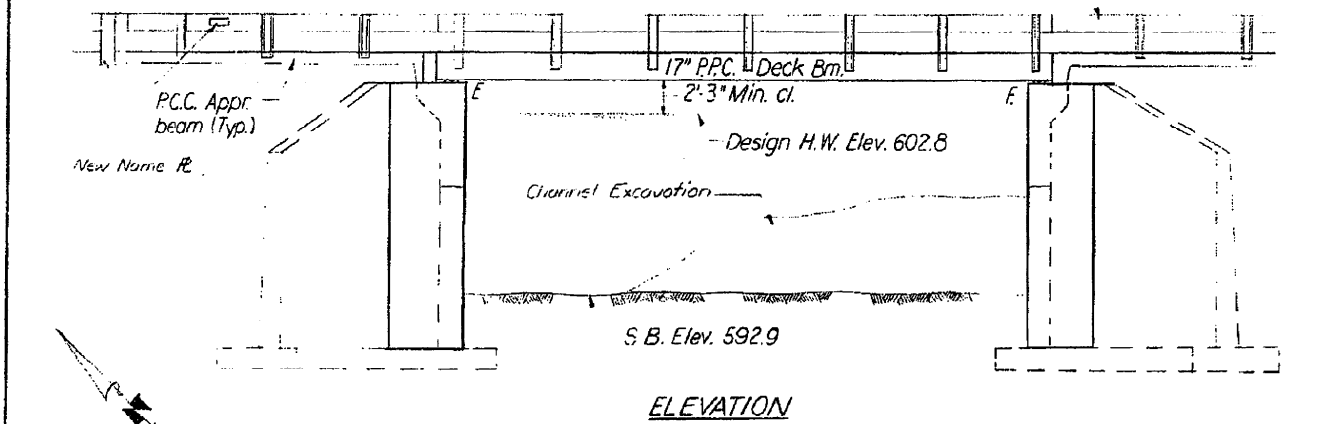 17" P.P.C. Deck Bm.
P.C.C. Appr.
beam (Typ.)
E
2'-3" Min. cl.
F.
Design H.W. Elev. 602.8
New Name PL
Channel Excavation
S.B. Elev. 592.9
ELEVATION